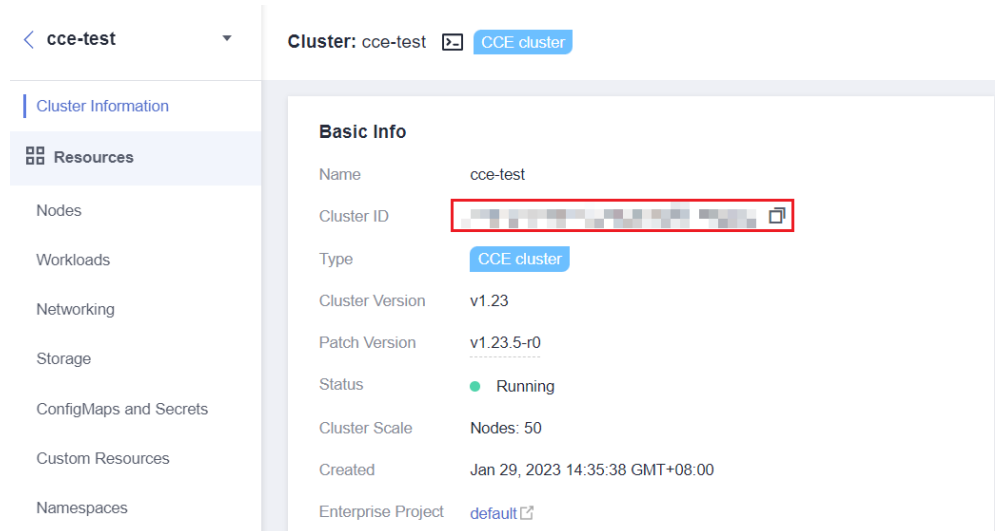 cce-test
Cluster: cce-test CCE cluster
Cluster Information
Resources
Nodes
Workloads
Networking
Storage
ConfigMaps and Secrets
Custom Resources
Namespaces
Basic Info
Name cce-test
Cluster ID
Type CCE cluster
Cluster Version v1.23
Patch Version v1.23.5-r0
Status Running
Cluster Scale Nodes: 50
Created Jan 29, 2023 14:35:38 GMT+08:00
Enterprise Project default